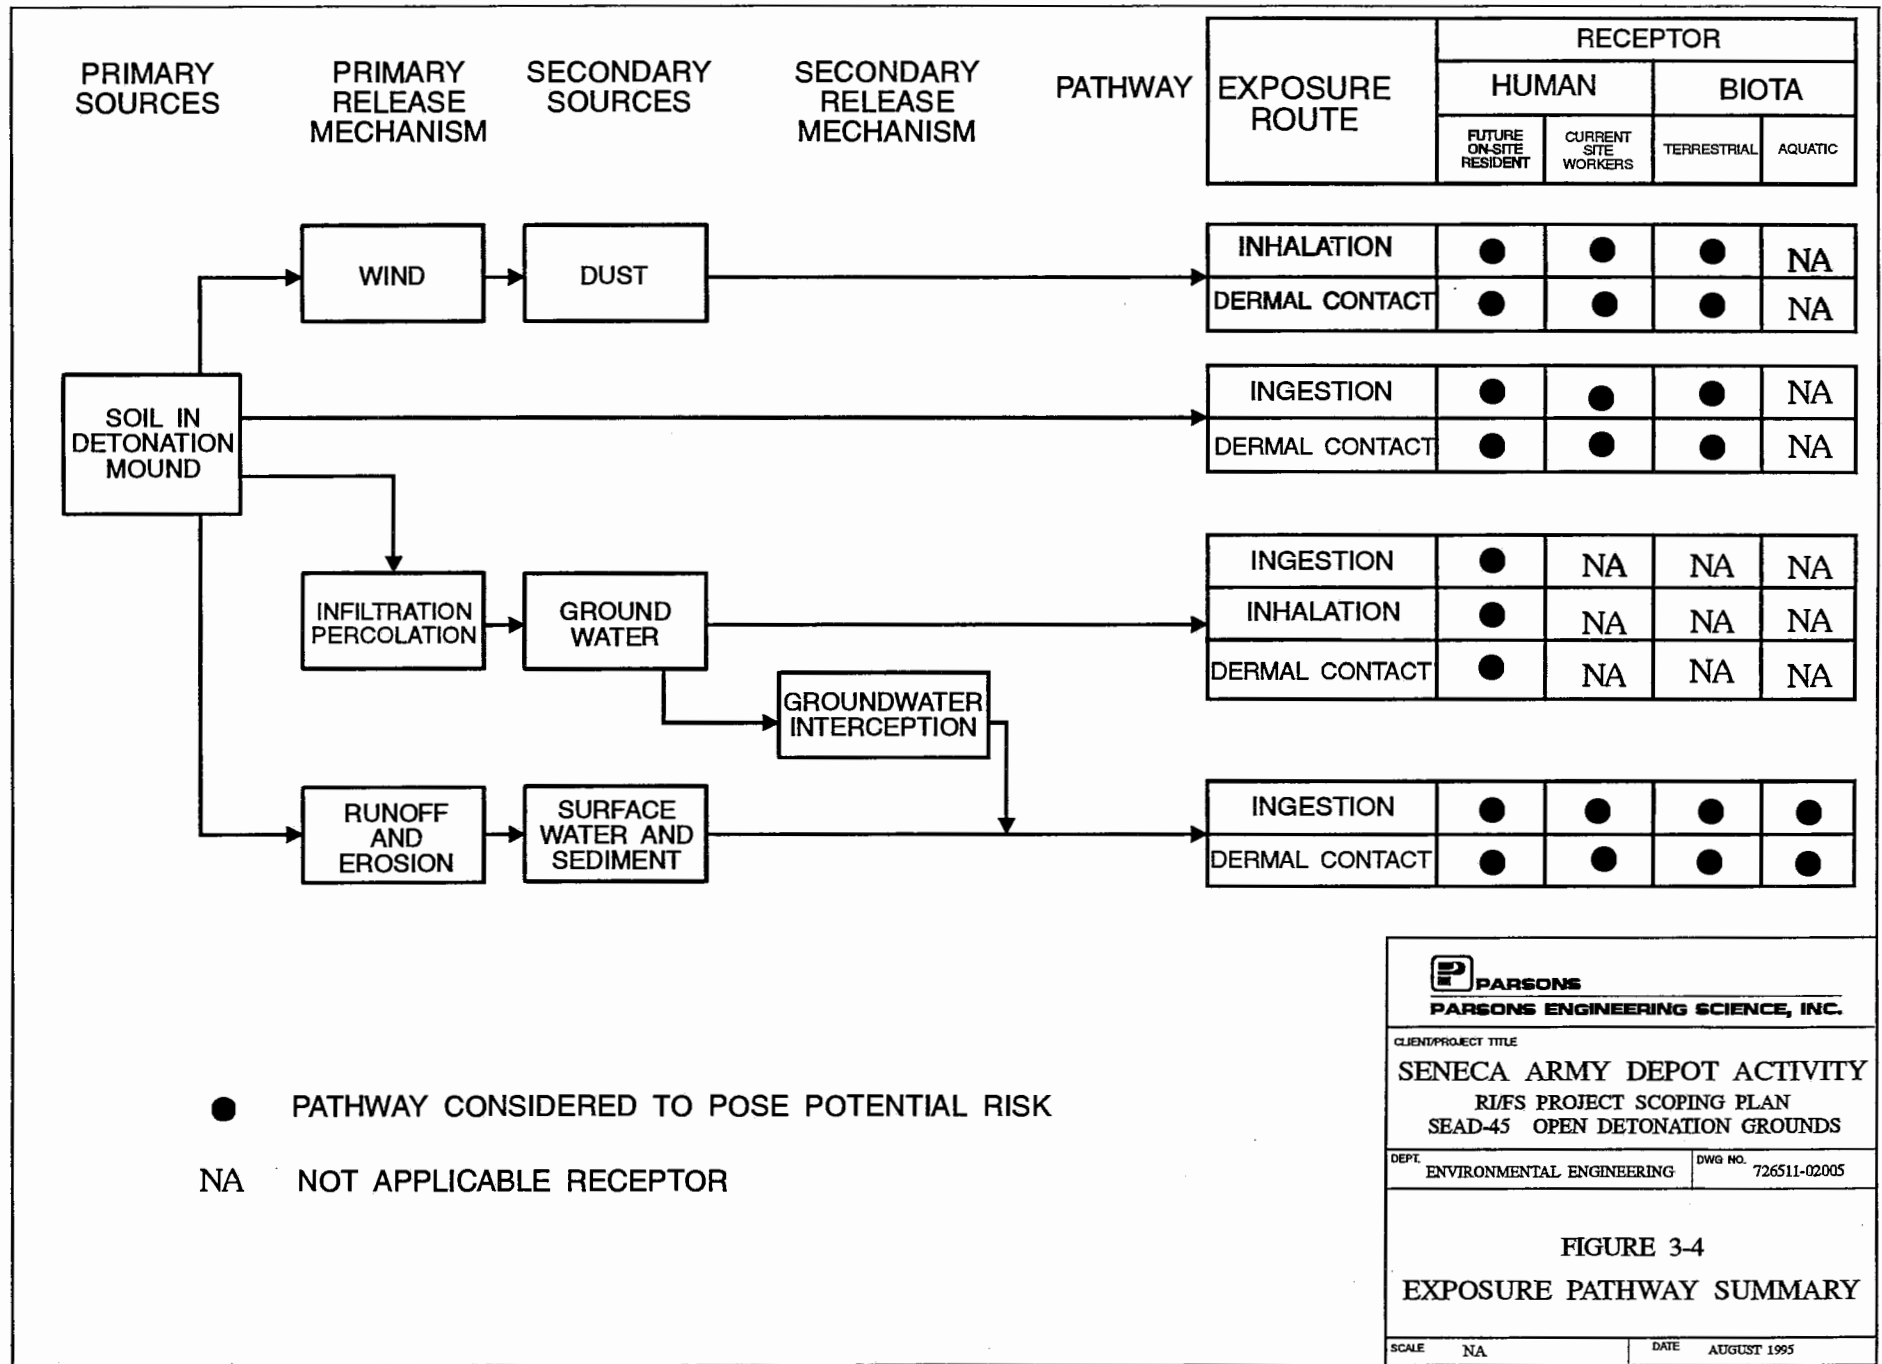 PRIMARY
SOURCES
PRIMARY
RELEASE
MECHANISM
SECONDARY
SOURCES
SECONDARY
RELEASE
MECHANISM
PATHWAY
EXPOSURE
ROUTE
RECEPTOR
HUMAN
BIOTA
FUTURE
ON-SITE
RESIDENT
CURRENT
SITE
WORKERS
TERRESTRIAL
AQUATIC
WIND
DUST
INHALATION
NA
DERMAL CONTACT
NA
SOIL IN
DETONATION
MOUND
INGESTION
NA
DERMAL CONTACT
NA
INFILTRATION
PERCOLATION
GROUND
WATER
INGESTION
NA
NA
NA
INHALATION
NA
NA
NA
DERMAL CONTACT
NA
NA
NA
GROUNDWATER
INTERCEPTION
RUNOFF
AND
EROSION
SURFACE
WATER AND
SEDIMENT
INGESTION
DERMAL CONTACT
PATHWAY CONSIDERED TO POSE POTENTIAL RISK
NA NOT APPLICABLE RECEPTOR
PARSONS
PARSONS ENGINEERING SCIENCE, INC.
CLIENT/PROJECT TITLE
SENECA ARMY DEPOT ACTIVITY
RI/FS PROJECT SCOPING PLAN
SEAD-45 OPEN DETONATION GROUNDS
DEPT. ENVIRONMENTAL ENGINEERING
DWG NO. 726511-02005
FIGURE 3-4
EXPOSURE PATHWAY SUMMARY
SCALE NA
DATE AUGUST 1995